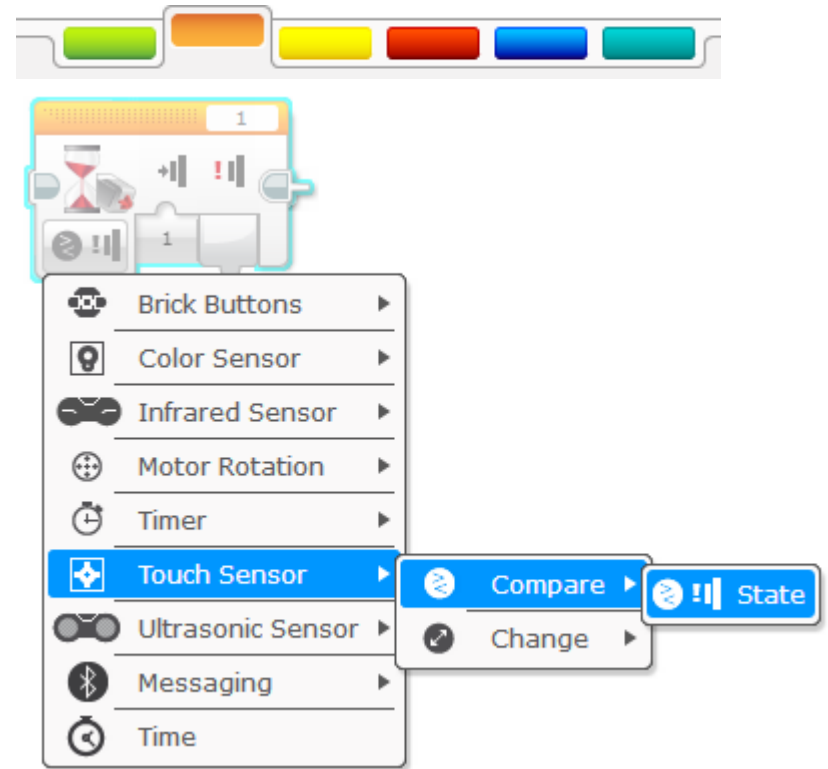 1
1
Brick Buttons
Color Sensor
Infrared Sensor
Motor Rotation
Timer
Touch Sensor
Compare
State
Ultrasonic Sensor
Change
Messaging
Time